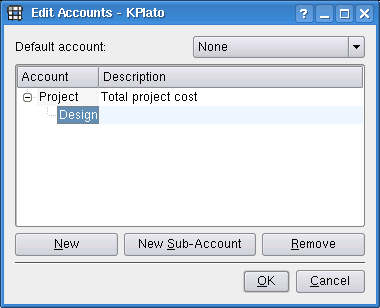 Edit Accounts - KPlato
Default account: None
Account Description
Project Total project cost
Design
New New Sub-Account Remove
OK Cancel